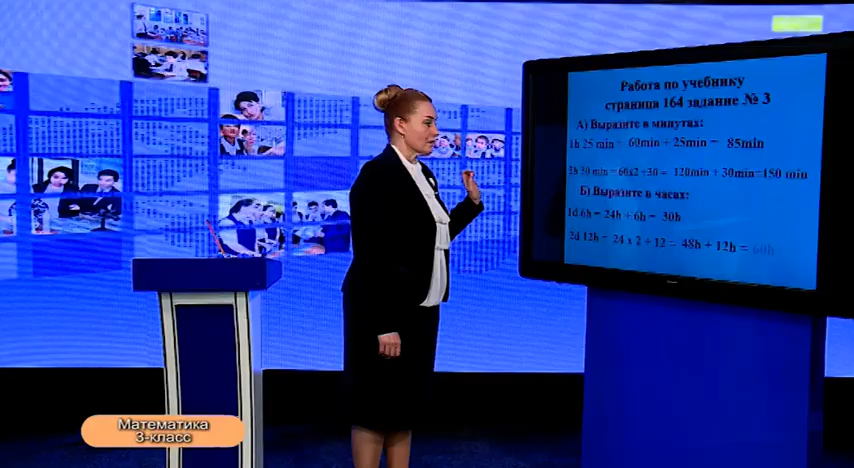 Работа по учебнику
страница 164 задание № 3
А) Выразите в минутах:
1h 25 min = 60min + 25min = 85min
2h 30 min = 60x2 +30 = 120min + 30min=150 min
Б) Выразите в часах:
1d 6h = 24h + 6h = 30h
2d 12h = 24 x 2 + 12 = 48h + 12h = 60h
Математика
3-класс